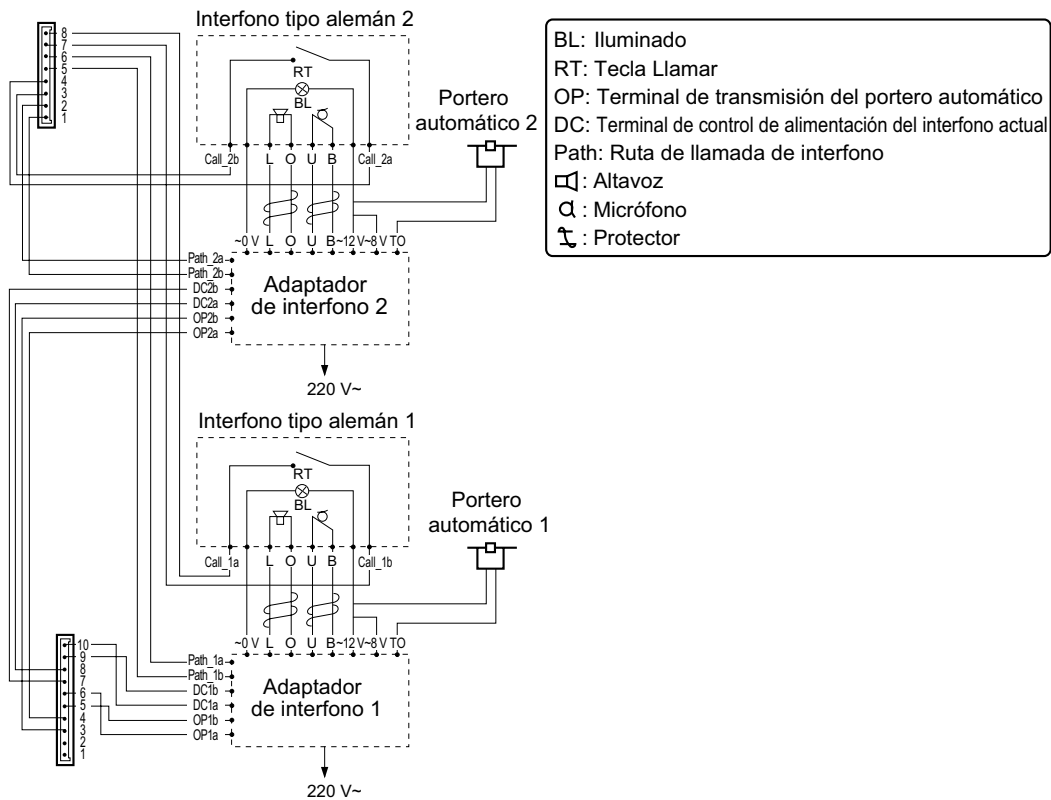 Interfono tipo alemán 2
8
7
6
5
4
3
2
1
RT
BL
Call_2b
L O U B
Call_2a
Portero
automático 2
~0 V L O U B ~12 V ~8 V TO
Path_2a
Path_2b
DC2b
DC2a
OP2b
OP2a
Adaptador
de interfono 2
220 V~
BL: Iluminado
RT: Tecla Llamar
OP: Terminal de transmisión del portero automático
DC: Terminal de control de alimentación del interfono actual
Path: Ruta de llamada de interfono
: Altavoz
: Micrófono
: Protector
Interfono tipo alemán 1
RT
BL
Call_1a
L O U B
Call_1b
Portero
automático 1
~0 V L O U B ~12 V ~8 V TO
10
9
8
7
6
5
4
3
2
1
Path_1a
Path_1b
DC1b
DC1a
OP1b
OP1a
Adaptador
de interfono 1
220 V~